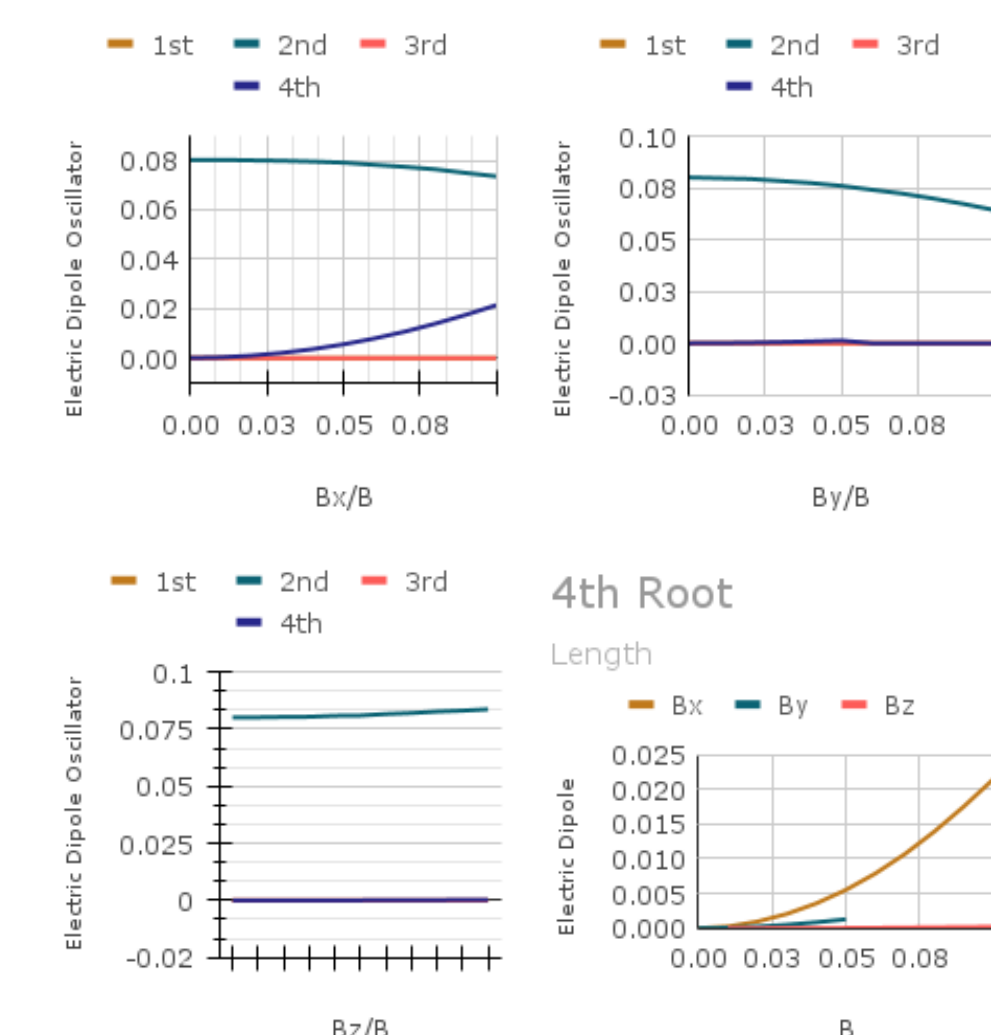 1st 2nd 3rd
4th
Electric Dipole Oscillator
0.08
0.06
0.04
0.02
0.00
0.00 0.03 0.05 0.08
Bx/B
1st 2nd 3rd
4th
Electric Dipole Oscillator
0.10
0.08
0.05
0.03
0.00
-0.03
0.00 0.03 0.05 0.08
By/B
1st 2nd 3rd
4th
Electric Dipole Oscillator
0.1
0.075
0.05
0.025
0
-0.02
Bz/B
4th Root
Length
Bx By Bz
Electric Dipole
0.025
0.020
0.015
0.010
0.005
0.000
0.00 0.03 0.05 0.08
B